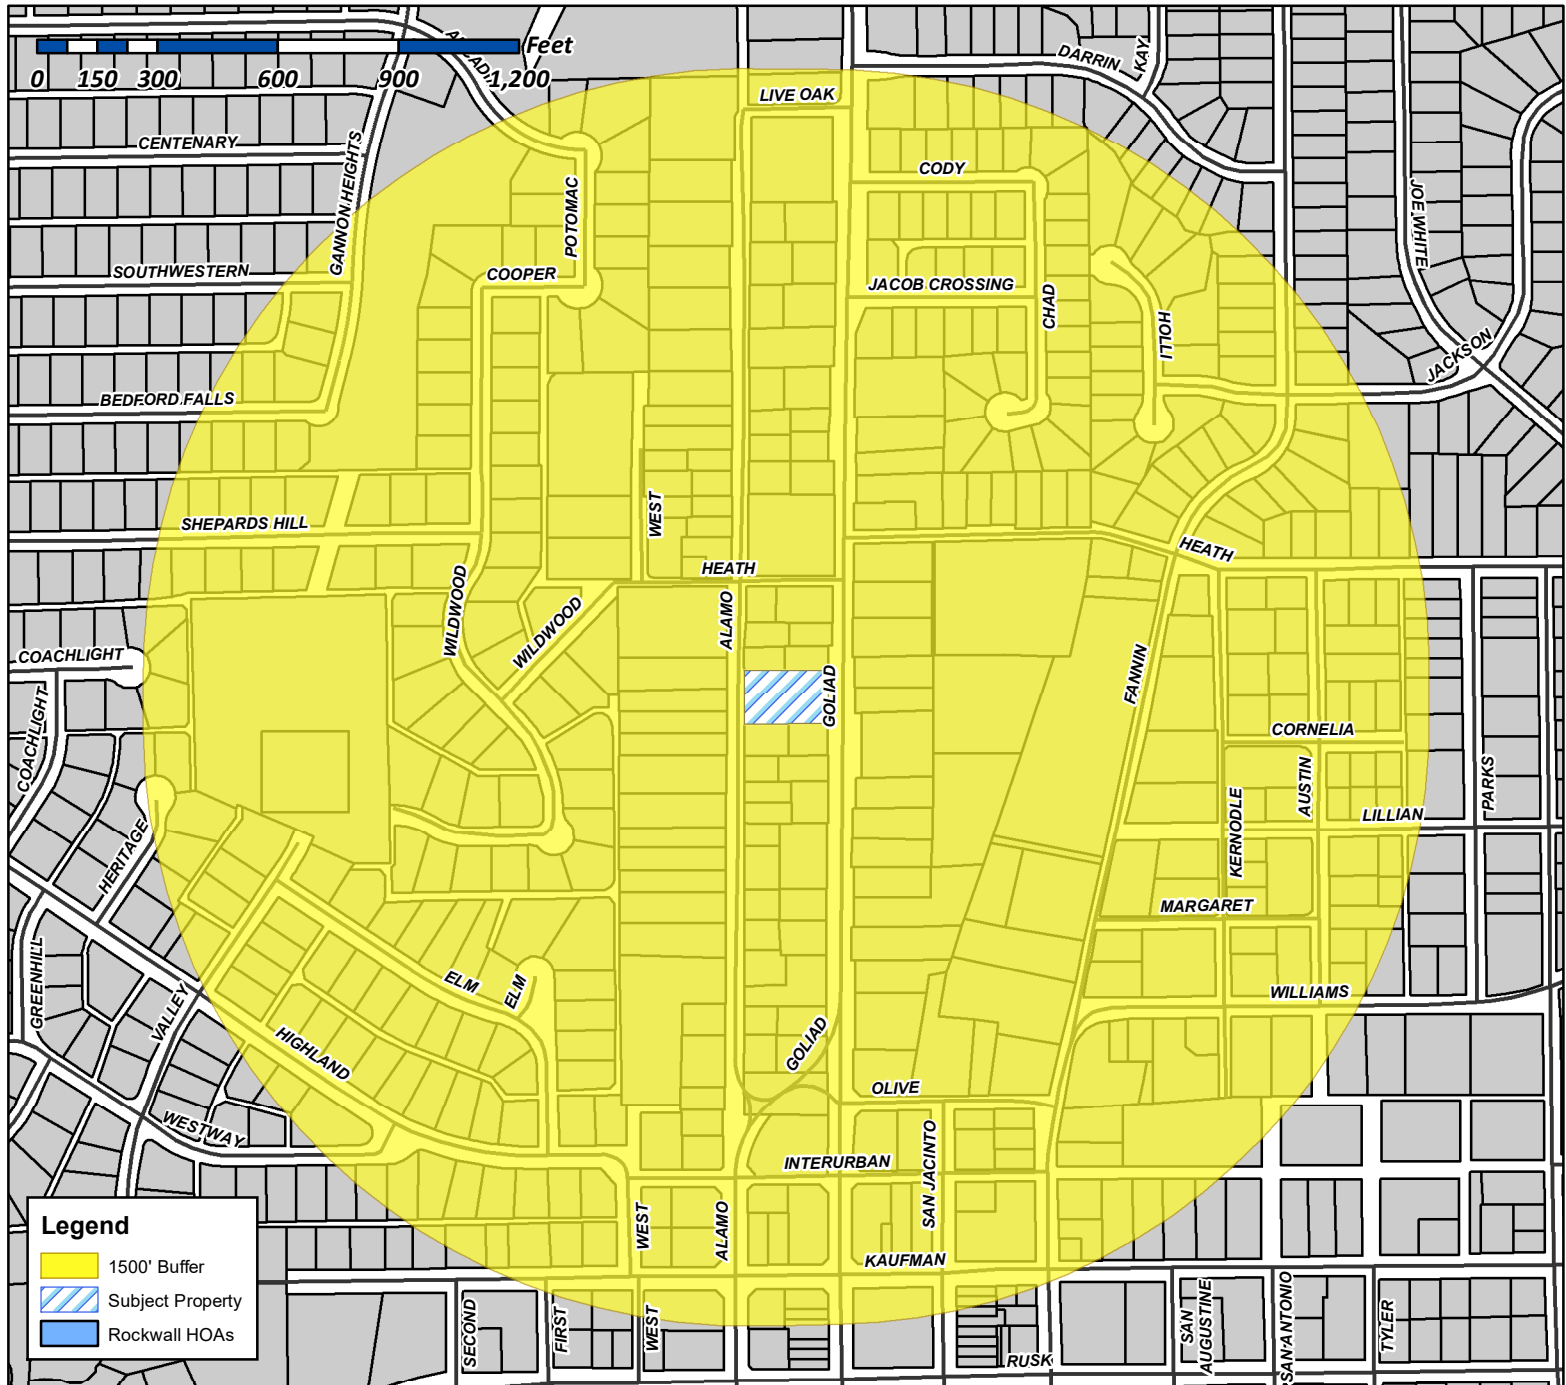 Feet
0 150 300 600 900 1,200
DARRIN
KAY
LIVE OAK
CENTENARY
GANNON HEIGHTS
CODY
POTOMAC
JOE WHITE
SOUTHWESTERN
COOPER
JACOB CROSSING
CHAD
HOLLI
JACKSON
BEDFORD FALLS
SHEPARDS HILL
WEST
HEATH
HEATH
WILDWOOD
WILDWOOD
ALAMO
COACHLIGHT
COACHLIGHT
GOLIAD
FANNIN
CORNELIA
AUSTIN
PARKS
KERNODLE
LILLIAN
HERITAGE
MARGARET
GREENHILL
ELM
ELM
VALLEY
WILLIAMS
HIGHLAND
GOLIAD
OLIVE
WESTWAY
INTERURBAN
SAN JACINTO
WEST
ALAMO
KAUFMAN
Legend
1500' Buffer
Subject Property
Rockwall HOAs
SECOND
FIRST
WEST
RUSK
SAN
AUGUSTINE
SAN ANTONIO
TYLER